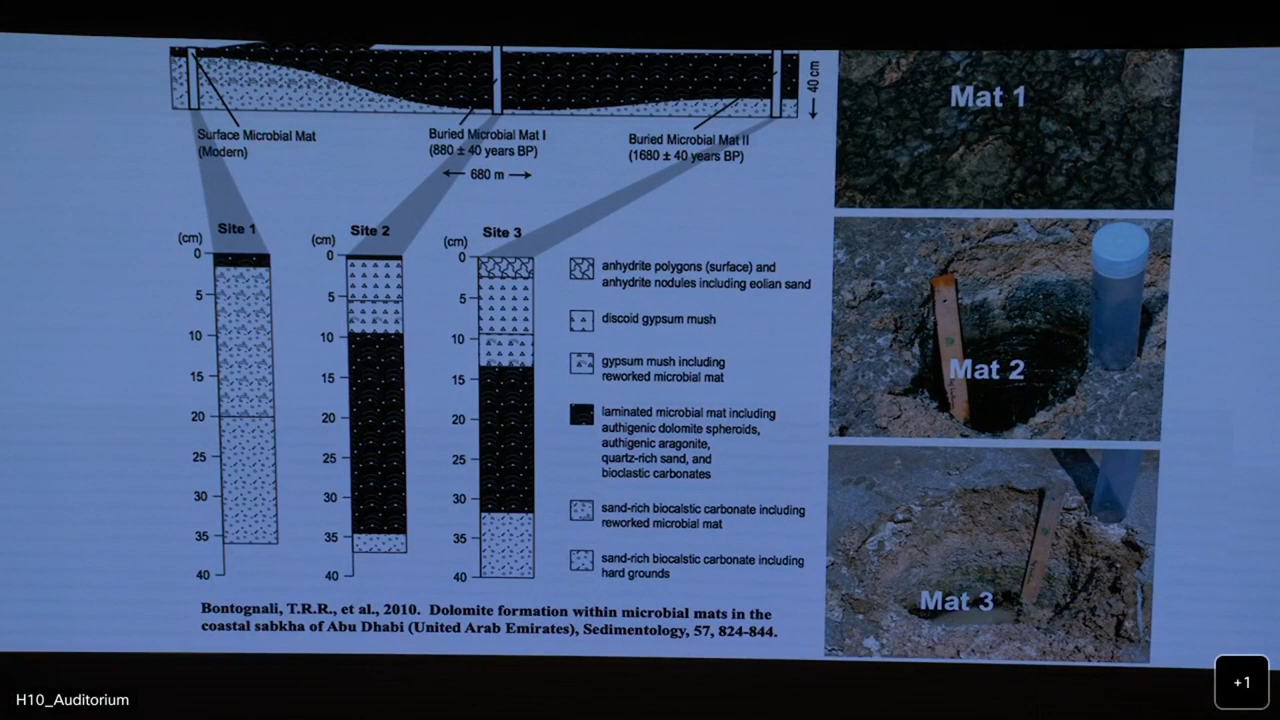 40 cm
Mat 1
Surface Microbial Mat
(Modern)
Buried Microbial Mat I
(880 ± 40 years BP)
Buried Microbial Mat II
(1680 ± 40 years BP)
680 m
Site 1
Site 2
Site 3
(cm)
(cm)
(cm)
0
5
10
15
20
25
30
35
40
0
5
10
15
20
25
30
35
40
0
5
10
15
20
25
30
35
40
anhydrite polygons (surface) and
anhydrite nodules including eolian sand
discoid gypsum mush
gypsum mush including
reworked microbial mat
laminated microbial mat including
authigenic dolomite spheroids,
authigenic aragonite,
quartz-rich sand, and
bioclastic carbonates
sand-rich biocalstic carbonate including
reworked microbial mat
sand-rich biocalstic carbonate including
hard grounds
Mat 2
Mat 3
Bontognali, T.R.R., et al., 2010. Dolomite formation within microbial mats in the
coastal sabkha of Abu Dhabi (United Arab Emirates), Sedimentology, 57, 824-844.
H10_Auditorium
+1